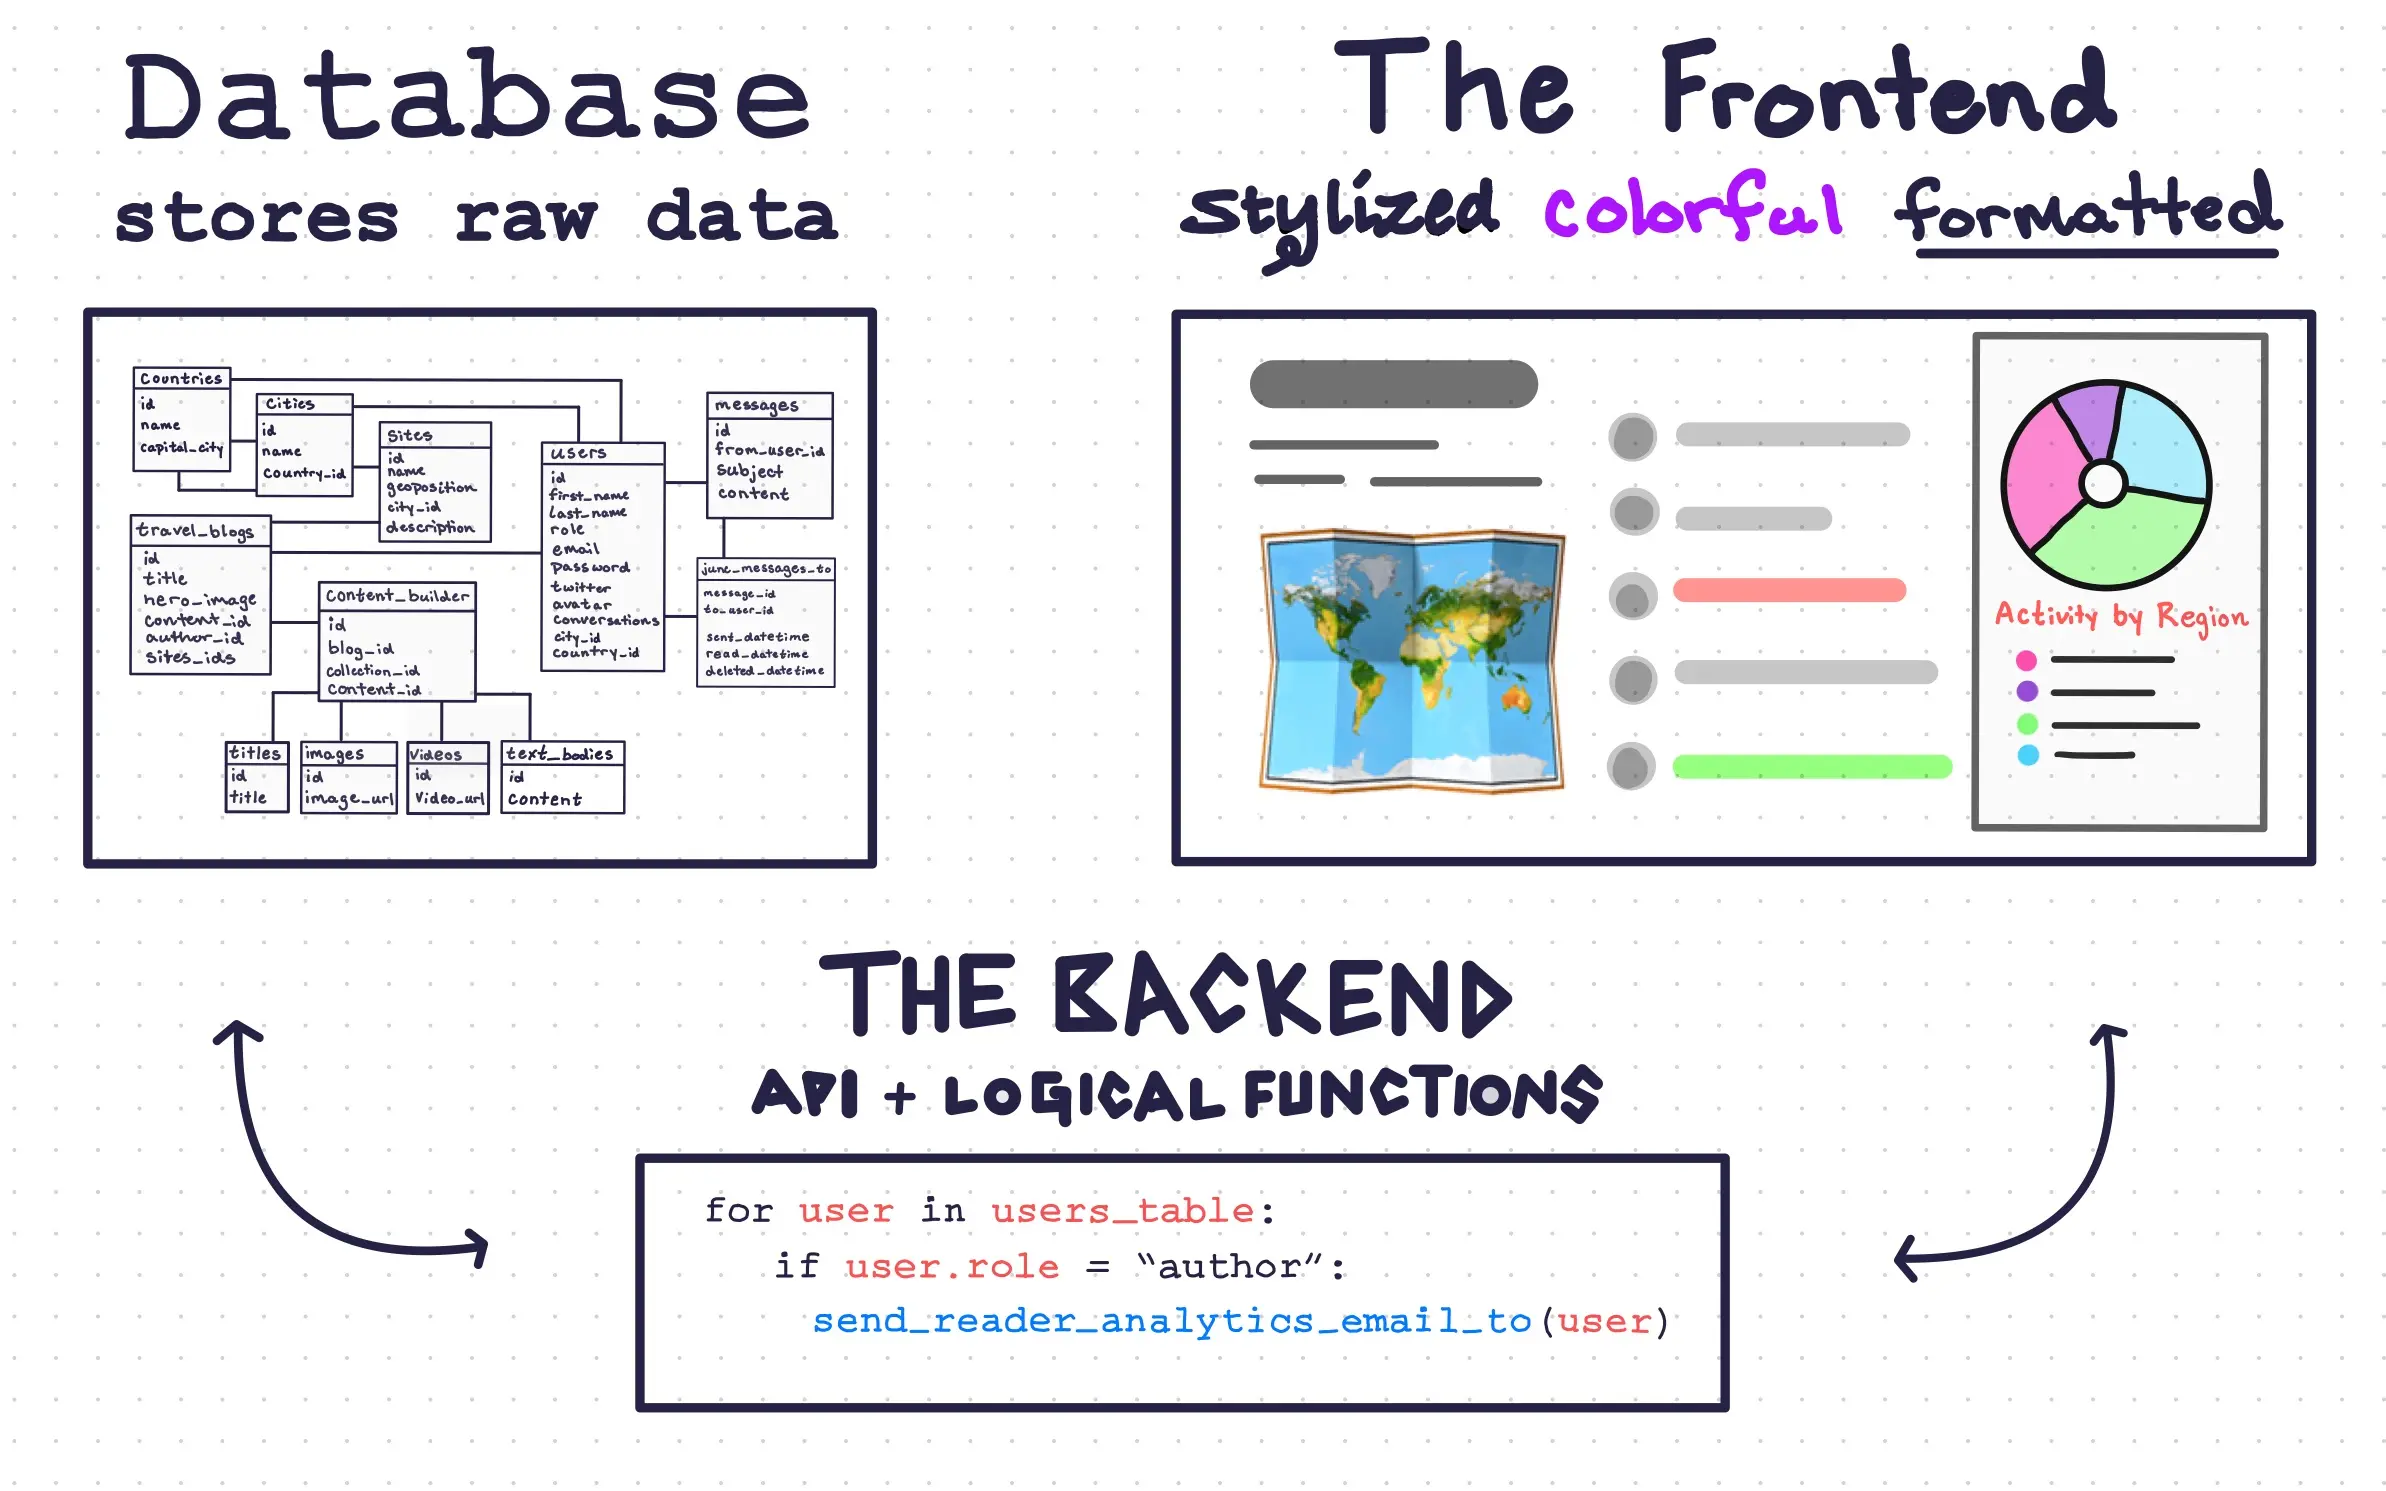 Database
stores raw data
Countries
id
name
capital_city
Cities
id
name
Country_id
Sites
id
name
geoposition
city_id
description
travel_blogs
id
title
hero_image
content_id
author_id
sites_ids
Content_builder
id
blog_id
collection_id
Content_id
titles
id
title
images
id
image_url
Videos
id
Video_url
text_bodies
id
content
users
id
first_name
last_name
role
email
password
twitter
avatar
conversations
city_id
country_id
messages
id
from_user_id
subject
content
junc_messages_to
message_id
to_user_id
sent_datetime
read_datetime
deleted_datetime
The Frontend
stylized colorful formatted
Activity by Region
THE BACKEND
API + LOGICAL FUNCTIONS
for user in users_table:
if user.role = “author”:
send_reader_analytics_email_to(user)